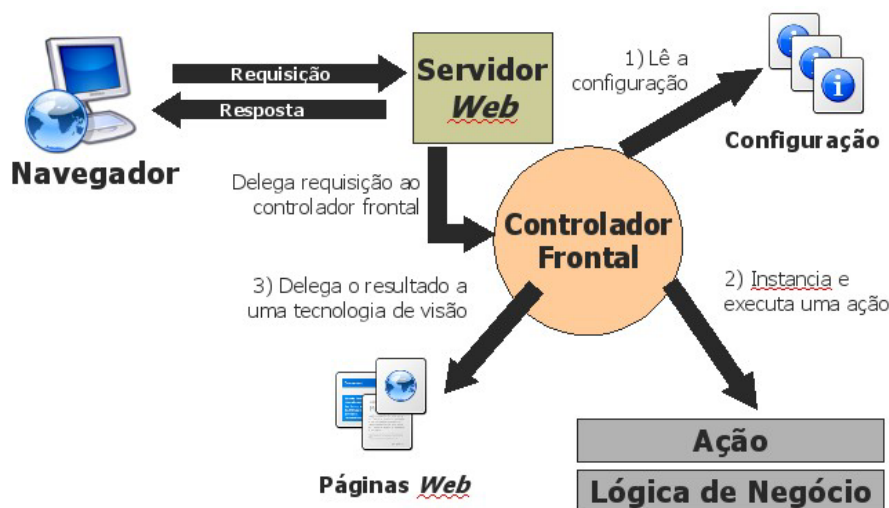 Requisição
Resposta
Servidor
Web
1) Lê a
configuração
Configuração
Navegador
Delega requisição ao
controlador frontal
Controlador
Frontal
3) Delega o resultado a
uma tecnologia de visão
2) Instancia e
executa uma ação
Páginas Web
Ação
Lógica de Negócio